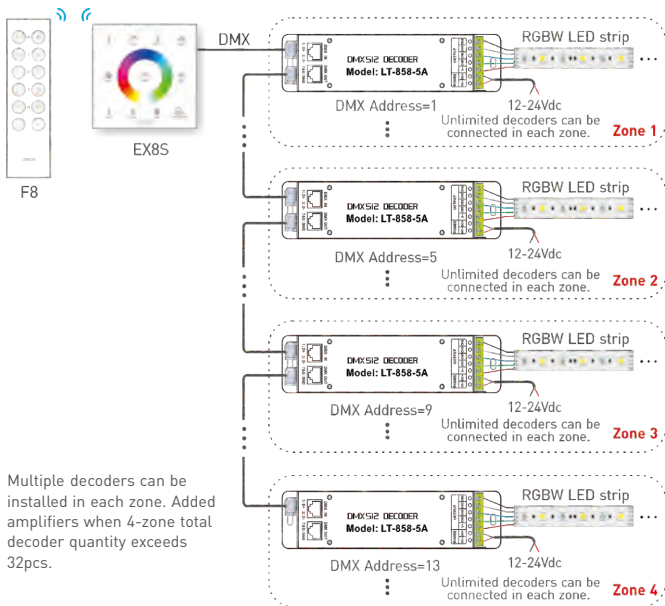 DMX
RGBW LED strip
DMX512 DECODER
Model: LT-858-5A
DMX Address=1
12-24Vdc
Unlimited decoders can be
connected in each zone.
Zone 1
EX8S
F8
RGBW LED strip
DMX512 DECODER
Model: LT-858-5A
DMX Address=5
12-24Vdc
Unlimited decoders can be
connected in each zone.
Zone 2
RGBW LED strip
DMX512 DECODER
Model: LT-858-5A
DMX Address=9
12-24Vdc
Unlimited decoders can be
connected in each zone.
Zone 3
Multiple decoders can be
installed in each zone. Added
amplifiers when 4-zone total
decoder quantity exceeds
32pcs.
RGBW LED strip
DMX512 DECODER
Model: LT-858-5A
DMX Address=13
12-24Vdc
Unlimited decoders can be
connected in each zone.
Zone 4